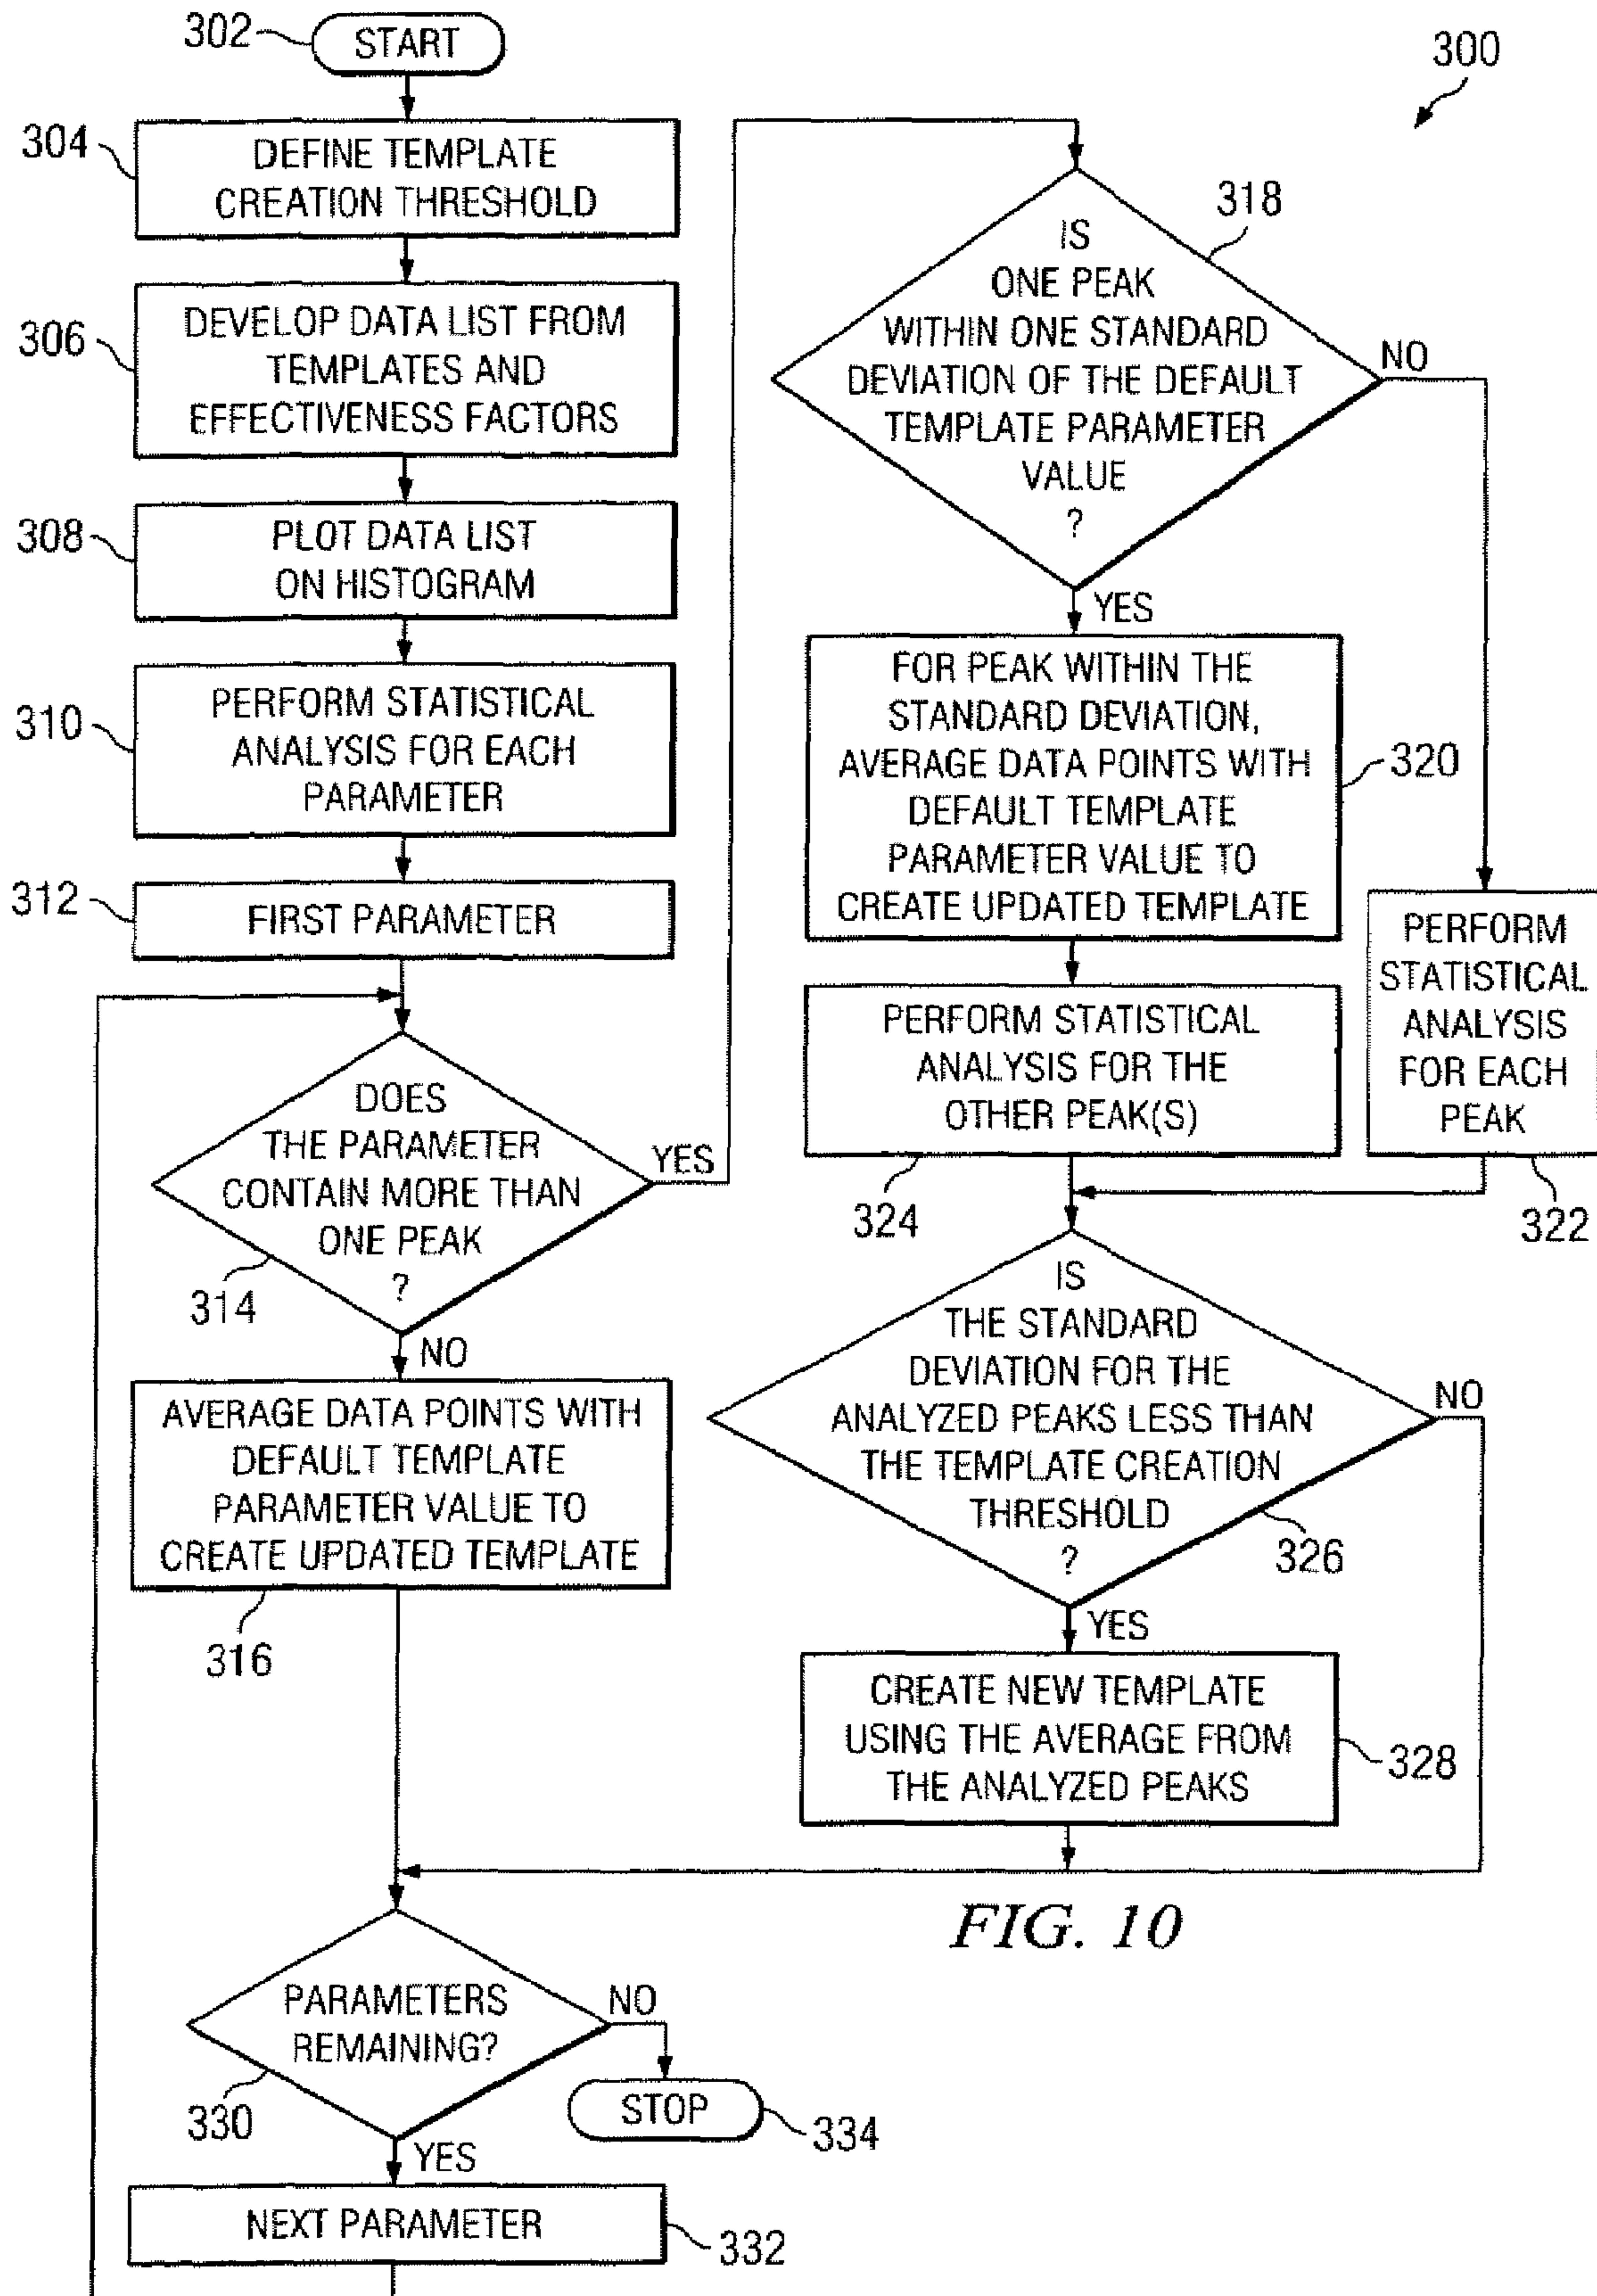 302
START
300
304
DEFINE TEMPLATE
CREATION THRESHOLD
306
DEVELOP DATA LIST FROM
TEMPLATES AND
EFFECTIVENESS FACTORS
308
PLOT DATA LIST
ON HISTOGRAM
310
PERFORM STATISTICAL
ANALYSIS FOR EACH
PARAMETER
312
FIRST PARAMETER
DOES
THE PARAMETER
CONTAIN MORE THAN
ONE PEAK
?
314
YES
NO
AVERAGE DATA POINTS WITH
DEFAULT TEMPLATE
PARAMETER VALUE TO
CREATE UPDATED TEMPLATE
316
318
IS
ONE PEAK
WITHIN ONE STANDARD
DEVIATION OF THE DEFAULT
TEMPLATE PARAMETER
VALUE
?
NO
YES
FOR PEAK WITHIN THE
STANDARD DEVIATION,
AVERAGE DATA POINTS WITH
DEFAULT TEMPLATE
PARAMETER VALUE TO
CREATE UPDATED TEMPLATE
320
PERFORM STATISTICAL
ANALYSIS FOR THE
OTHER PEAK(S)
324
PERFORM
STATISTICAL
ANALYSIS
FOR EACH
PEAK
322
IS
THE STANDARD
DEVIATION FOR THE
ANALYZED PEAKS LESS THAN
THE TEMPLATE CREATION
THRESHOLD
?
326
NO
YES
CREATE NEW TEMPLATE
USING THE AVERAGE FROM
THE ANALYZED PEAKS
328
FIG. 10
PARAMETERS
REMAINING?
330
NO
STOP
334
YES
NEXT PARAMETER
332